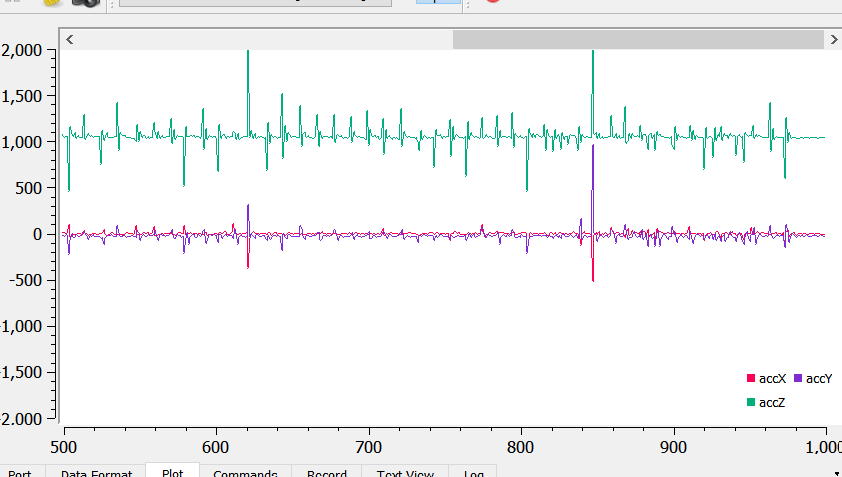 2,000
1,500
1,000
500
0
-500
-1,000
-1,500
-2.000
accX accY
accZ
500 600 700 800 900 1,000
Port Data Format Plot Commands Record Text View Log